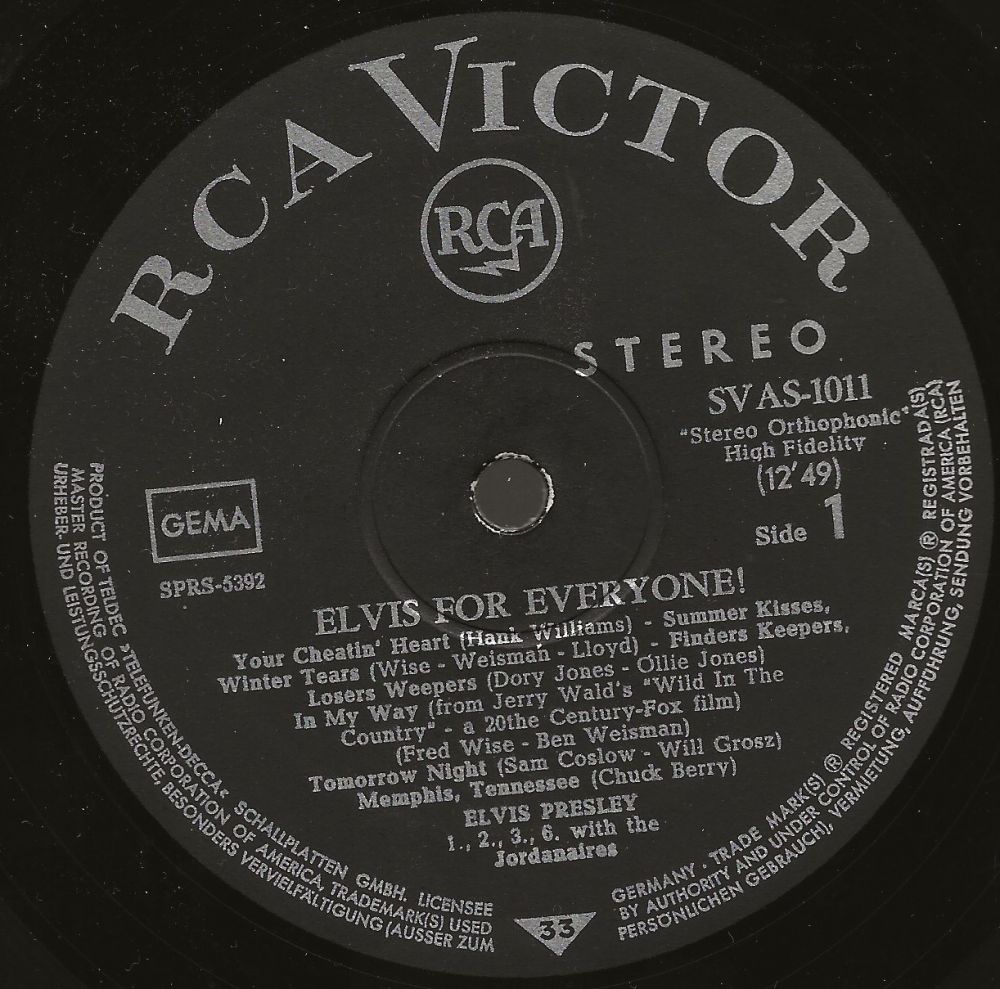 RCA VICTOR
RCA
STEREO
SVAS-1011
"Stereo Orthophonic"
High Fidelity
(12'49)
Side 1
GEMA
SPRS-5392
ELVIS FOR EVERYONE!
Your Cheatin' Heart (Hank Williams) - Summer Kisses,
Winter Tears (Wise - Weisman - Lloyd) - Finders Keepers,
Losers Weepers (Dory Jones - Ollie Jones)
In My Way (from Jerry Wald's "Wild In The
Country" - a 20the Century-Fox film)
(Fred Wise - Ben Weisman)
Tomorrow Night (Sam Coslow - Will Grosz)
Memphis, Tennessee (Chuck Berry)
ELVIS PRESLEY
1., 2., 3., 6. with the
Jordanaires
33
PRODUCT OF TELDEC »TELEFUNKEN-DECCA« SCHALLPLATTEN GMBH. LICENSEE
MASTER RECORDING OF RADIO CORPORATION OF AMERICA, TRADEMARK(S) USED
URHEBER- UND LEISTUNGSSCHUTZRECHTE BESONDERS VERVIELFÄLTIGUNG (AUSSER ZUM
GERMANY - TRADE MARK(S) ® REGISTERED MARCA(S) ® REGISTRADA(S)
BY AUTHORITY AND UNDER CONTROL OF RADIO CORPORATION OF AMERICA (RCA)
PERSÖNLICHEN GEBRAUCH), VERMIETUNG, AUFFÜHRUNG, SENDUNG VORBEHALTEN